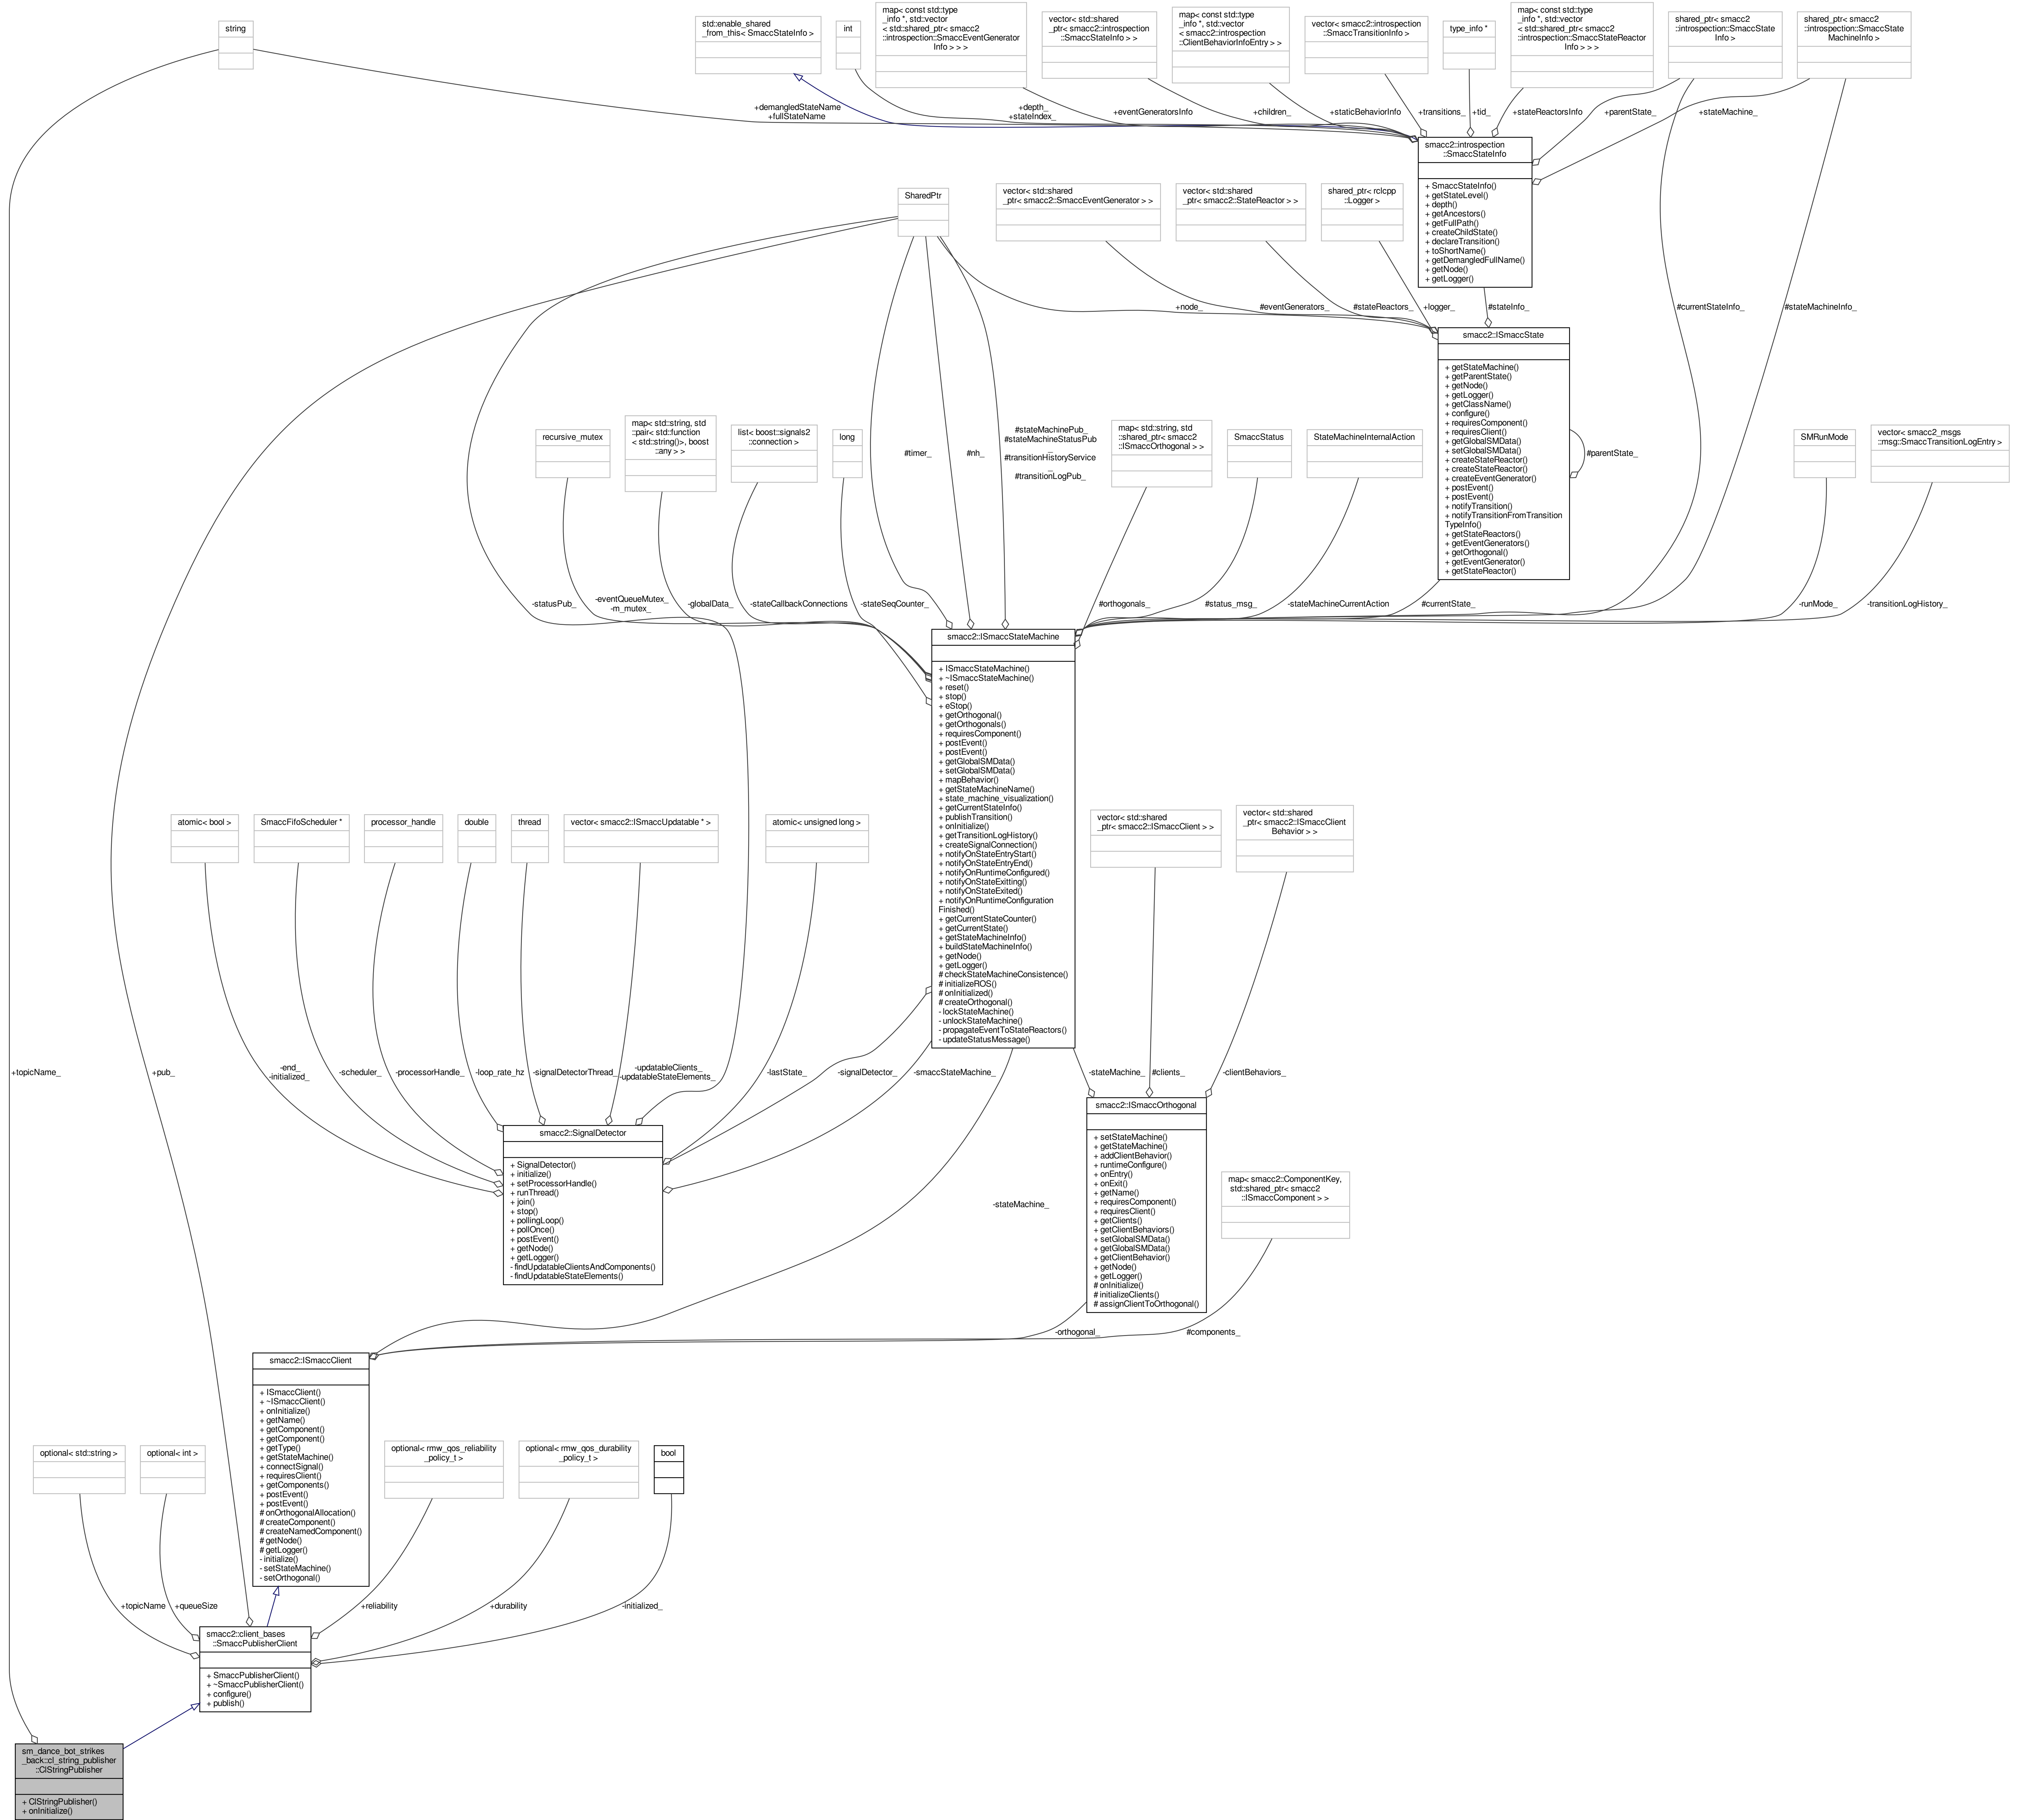 string
std::enable_shared
_from_this< SmaccStateInfo >
int
map< const std::type
_info *, std::vector
< std::shared_ptr< smacc2
::introspection::SmaccEventGenerator
Info > > >
vector< std::shared
_ptr< smacc2::introspection
::SmaccStateInfo > >
map< const std::type
_info *, std::vector
< smacc2::introspection
::ClientBehaviorInfoEntry > >
vector< smacc2::introspection
::SmaccTransitionInfo >
type_info *
map< const std::type
_info *, std::vector
< std::shared_ptr< smacc2
::introspection::SmaccStateReactor
Info > > >
shared_ptr< smacc2
::introspection::SmaccState
Info >
shared_ptr< smacc2
::introspection::SmaccState
MachineInfo >
+demangledStateName
+fullStateName
+depth_
+stateIndex_
+eventGeneratorsInfo
+children_
+staticBehaviorInfo
+transitions_
+tid_
+stateReactorsInfo
+parentState_
+stateMachine_
smacc2::introspection
::SmaccStateInfo
+ SmaccStateInfo()
+ getStateLevel()
+ depth()
+ getAncestors()
+ getFullPath()
+ createChildState()
+ declareTransition()
+ toShortName()
+ getDemangledFullName()
+ getNode()
+ getLogger()
SharedPtr
vector< std::shared
_ptr< smacc2::SmaccEventGenerator > >
vector< std::shared
_ptr< smacc2::StateReactor > >
shared_ptr< rclcpp
::Logger >
+node_
#eventGenerators_
#stateReactors_
+logger_
#stateInfo_
#currentStateInfo_
#stateMachineInfo_
smacc2::ISmaccState
+ getStateMachine()
+ getParentState()
+ getNode()
+ getLogger()
+ getClassName()
+ configure()
+ requiresComponent()
+ requiresClient()
+ getGlobalSMData()
+ setGlobalSMData()
+ createStateReactor()
+ createStateReactor()
+ createEventGenerator()
+ postEvent()
+ postEvent()
+ notifyTransition()
+ notifyTransitionFromTransition
TypeInfo()
+ getStateReactors()
+ getEventGenerators()
+ getOrthogonal()
+ getEventGenerator()
+ getStateReactor()
#parentState_
recursive_mutex
map< std::string, std
::pair< std::function
< std::string()>, boost
::any > >
list< boost::signals2
::connection >
long
#timer_
#nh_
#stateMachinePub_
#stateMachineStatusPub
_
#transitionHistoryService
_
#transitionLogPub_
map< std::string, std
::shared_ptr< smacc2
::ISmaccOrthogonal > >
SmaccStatus
StateMachineInternalAction
SMRunMode
vector< smacc2_msgs
::msg::SmaccTransitionLogEntry >
-statusPub_
-eventQueueMutex_
-m_mutex_
-globalData_
-stateCallbackConnections
-stateSeqCounter_
#orthogonals_
#status_msg_
-stateMachineCurrentAction
#currentState_
-runMode_
-transitionLogHistory_
smacc2::ISmaccStateMachine
+ ISmaccStateMachine()
+ ~ISmaccStateMachine()
+ reset()
+ stop()
+ eStop()
+ getOrthogonal()
+ getOrthogonals()
+ requiresComponent()
+ postEvent()
+ postEvent()
+ getGlobalSMData()
+ setGlobalSMData()
+ mapBehavior()
+ getStateMachineName()
+ state_machine_visualization()
+ getCurrentStateInfo()
+ publishTransition()
+ onInitialize()
+ getTransitionLogHistory()
+ createSignalConnection()
+ notifyOnStateEntryStart()
+ notifyOnStateEntryEnd()
+ notifyOnRuntimeConfigured()
+ notifyOnStateExitting()
+ notifyOnStateExited()
+ notifyOnRuntimeConfiguration
Finished()
+ getCurrentStateCounter()
+ getCurrentState()
+ getStateMachineInfo()
+ buildStateMachineInfo()
+ getNode()
+ getLogger()
# checkStateMachineConsistence()
# initializeROS()
# onInitialized()
# createOrthogonal()
- lockStateMachine()
- unlockStateMachine()
- propagateEventToStateReactors()
- updateStatusMessage()
atomic< bool >
SmaccFifoScheduler *
processor_handle
double
thread
vector< smacc2::ISmaccUpdatable * >
atomic< unsigned long >
vector< std::shared
_ptr< smacc2::ISmaccClient > >
vector< std::shared
_ptr< smacc2::ISmaccClient
Behavior > >
+topicName_
+pub_
-end_
-initialized_
-scheduler_
-processorHandle_
-loop_rate_hz
-signalDetectorThread_
-updatableClients_
-updatableStateElements_
-lastState_
-signalDetector_
-smaccStateMachine_
-stateMachine_
#clients_
-clientBehaviors_
smacc2::SignalDetector
+ SignalDetector()
+ initialize()
+ setProcessorHandle()
+ runThread()
+ join()
+ stop()
+ pollingLoop()
+ pollOnce()
+ postEvent()
+ getNode()
+ getLogger()
- findUpdatableClientsAndComponents()
- findUpdatableStateElements()
smacc2::ISmaccOrthogonal
+ setStateMachine()
+ getStateMachine()
+ addClientBehavior()
+ runtimeConfigure()
+ onEntry()
+ onExit()
+ getName()
+ requiresComponent()
+ requiresClient()
+ getClients()
+ getClientBehaviors()
+ setGlobalSMData()
+ getGlobalSMData()
+ getClientBehavior()
+ getNode()
+ getLogger()
# onInitialize()
# initializeClients()
# assignClientToOrthogonal()
map< smacc2::ComponentKey,
std::shared_ptr< smacc2
::ISmaccComponent > >
-stateMachine_
-orthogonal_
#components_
smacc2::ISmaccClient
+ ISmaccClient()
+ ~ISmaccClient()
+ onInitialize()
+ getName()
+ getComponent()
+ getComponent()
+ getType()
+ getStateMachine()
+ connectSignal()
+ requiresClient()
+ getComponents()
+ postEvent()
+ postEvent()
# onOrthogonalAllocation()
# createComponent()
# createNamedComponent()
# getNode()
# getLogger()
- initialize()
- setStateMachine()
- setOrthogonal()
optional< std::string >
optional< int >
optional< rmw_qos_reliability
_policy_t >
optional< rmw_qos_durability
_policy_t >
bool
+topicName
+queueSize
+reliability
+durability
-initialized_
smacc2::client_bases
::SmaccPublisherClient
+ SmaccPublisherClient()
+ ~SmaccPublisherClient()
+ configure()
+ publish()
sm_dance_bot_strikes
_back::cl_string_publisher
::ClStringPublisher
+ ClStringPublisher()
+ onInitialize()